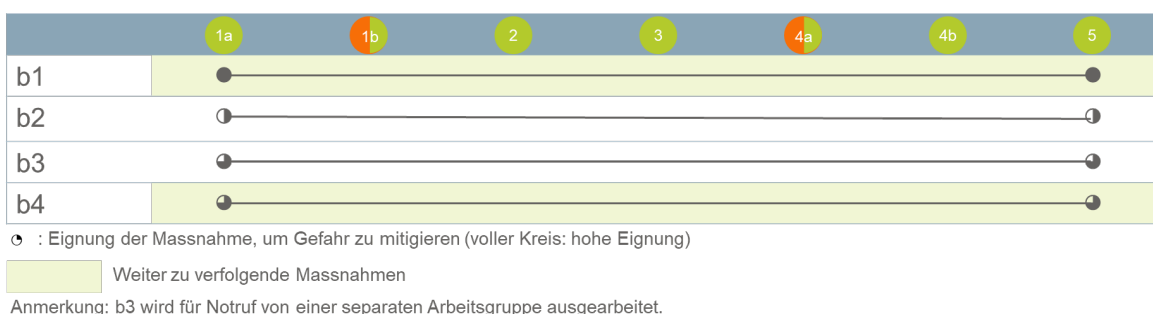 1a 1b 2 3 4a 4b 5
b1
b2
b3
b4
: Eignung der Massnahme, um Gefahr zu mitigieren (voller Kreis: hohe Eignung)
Weiter zu verfolgende Massnahmen
Anmerkung: b3 wird für Notruf von einer separaten Arbeitsgruppe ausgearbeitet.